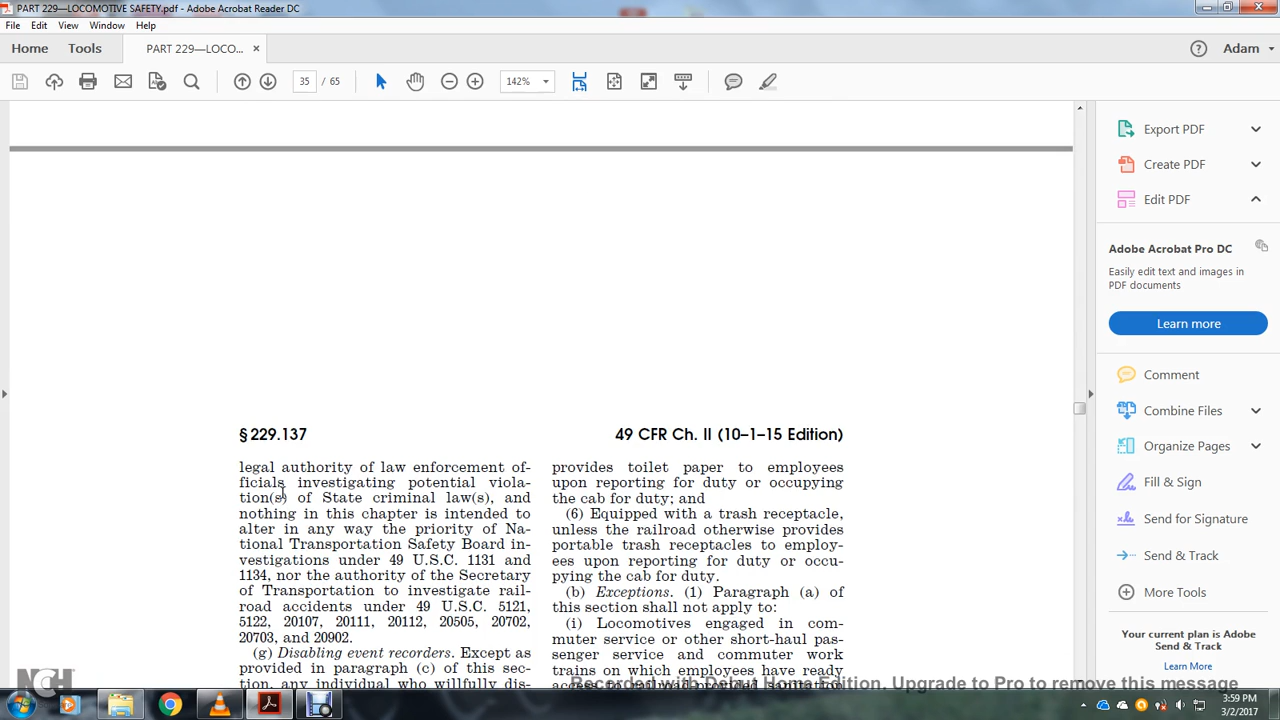 PART 229—LOCOMOTIVE SAFETY.pdf - Adobe Acrobat Reader DC
File Edit View Window Help
Home Tools PART 229—LOCO... × Adam
35 / 65 142%
§ 229.137
legal authority of law enforcement of-
ficials investigating potential viola-
tion(s) of State criminal law(s), and
nothing in this chapter is intended to
alter in any way the priority of Na-
tional Transportation Safety Board in-
vestigations under 49 U.S.C. 1131 and
1134, nor the authority of the Secretary
of Transportation to investigate rail-
road accidents under 49 U.S.C. 5121,
5122, 20107, 20111, 20112, 20505, 20702,
20703, and 20902.
(g) Disabling event recorders. Except as
provided in paragraph (c) of this sec-
tion, any individual who willfully dis-
49 CFR Ch. II (10–1–15 Edition)
provides toilet paper to employees
upon reporting for duty or occupying
the cab for duty; and
(6) Equipped with a trash receptacle,
unless the railroad otherwise provides
portable trash receptacles to employ-
ees upon reporting for duty or occu-
pying the cab for duty.
(b) Exceptions. (1) Paragraph (a) of
this section shall not apply to:
(i) Locomotives engaged in com-
muter service or other short-haul pas-
senger service and commuter work
trains on which employees have ready
Export PDF
Create PDF
Edit PDF
Adobe Acrobat Pro DC
Easily edit text and images in
PDF documents
Learn more
Comment
Combine Files
Organize Pages
Fill & Sign
Send for Signature
Send & Track
More Tools
Your current plan is Adobe
Send & Track
Learn More
NCH
Recorded with Debut Home Edition. Upgrade to Pro to remove this message
3:59 PM
3/2/2017